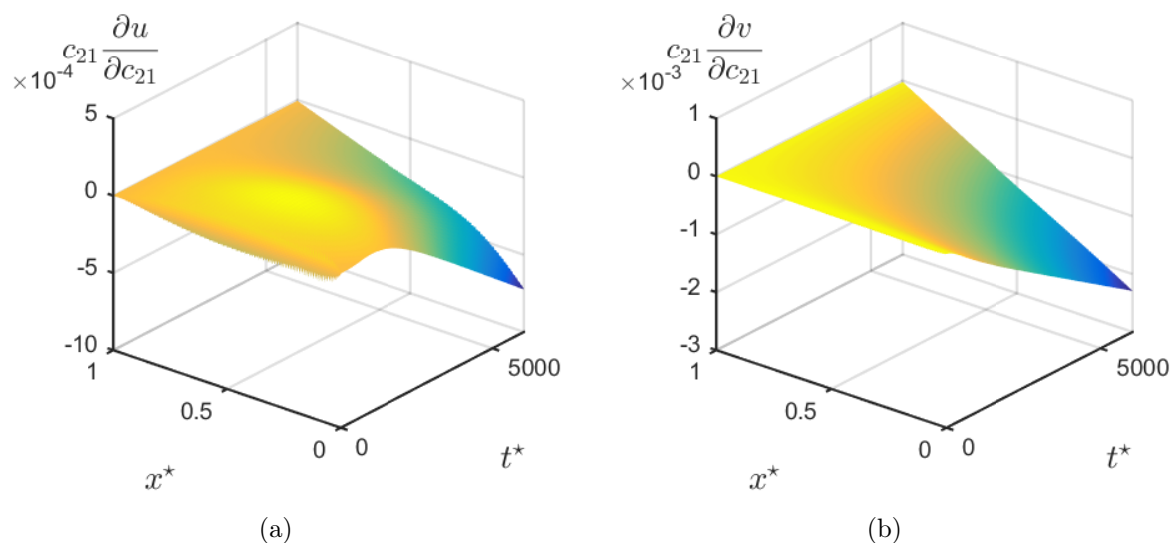 c₂₁ ∂u/∂c₂₁
×10⁻⁴
5
0
-5
-10
1
0.5
0
0
5000
x⋆
t⋆
(a)
c₂₁ ∂v/∂c₂₁
×10⁻³
1
0
-1
-2
-3
1
0.5
0
0
5000
x⋆
t⋆
(b)